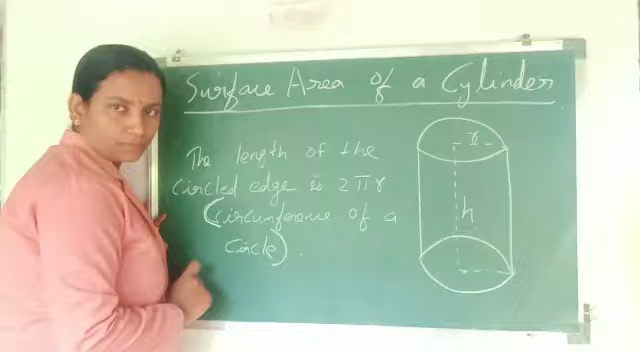 Surface Area of a Cylinder
The length of the
circled edge is 2πr
(circumference of a
circle).
r
h